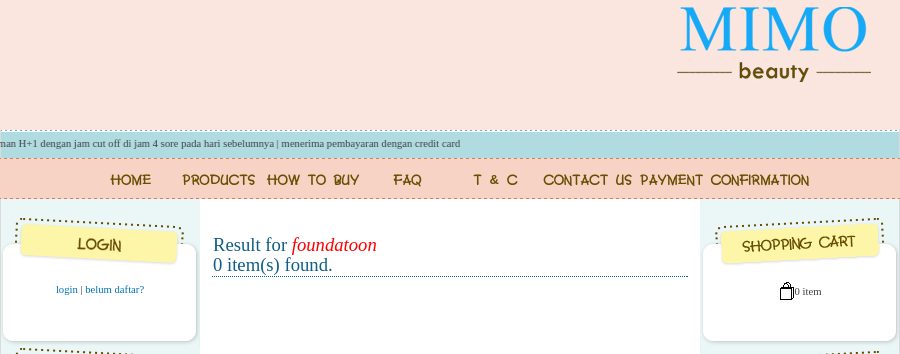 MIMO
beauty
H+1 dengan jam cut off di jam 4 sore pada hari sebelumnya | menerima pembayaran dengan credit card
HOME PRODUCTS HOW TO BUY FAQ T & C CONTACT US PAYMENT CONFIRMATION
LOGIN
login | belum daftar?
Result for foundatoon
0 item(s) found.
SHOPPING CART
0 item